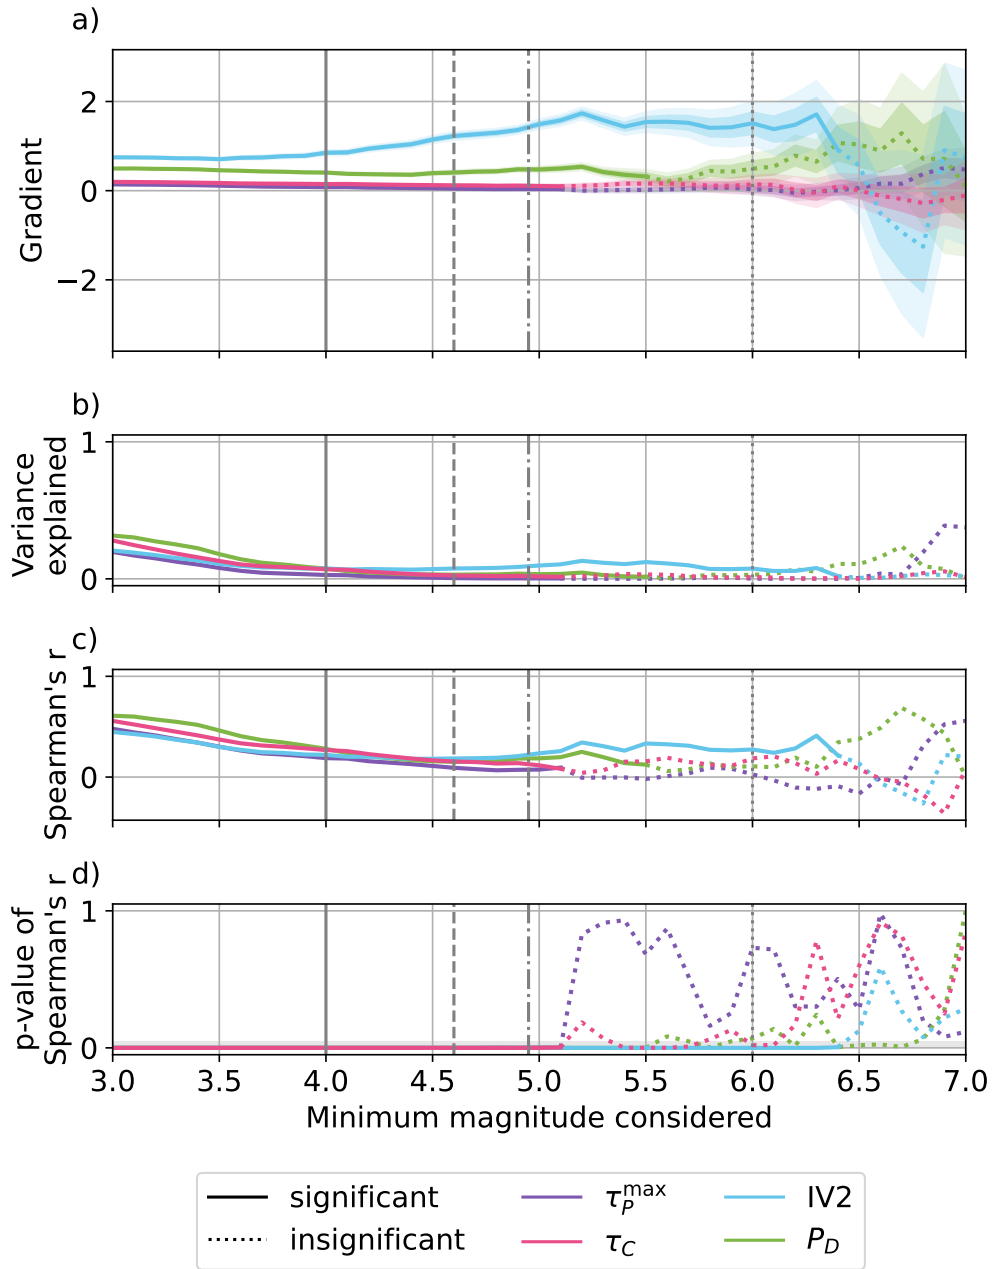 a)
2
0
−2
Gradient
b)
1
0
Variance
explained
c)
1
0
Spearman's r
d)
1
0
p-value of
Spearman's r
3.0 3.5 4.0 4.5 5.0 5.5 6.0 6.5 7.0
Minimum magnitude considered
significant τ_P^max IV2
insignificant τ_C P_D